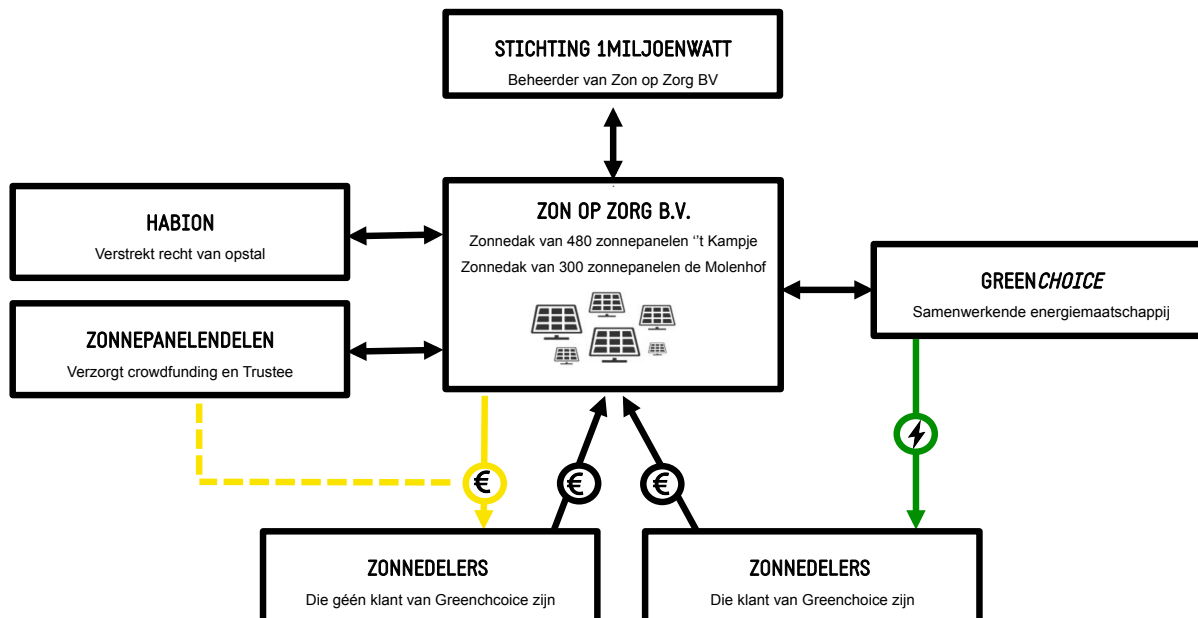 STICHTING 1MILJOENWATT
Beheerder van Zon op Zorg BV
HABION
Verstrekt recht van opstal
ZONNEPANELENDELEN
Verzorgt crowdfunding en Trustee
ZON OP ZORG B.V.
Zonnedak van 480 zonnepanelen ‘’t Kampje
Zonnedak van 300 zonnepanelen de Molenhof
GREENCHOICE
Samenwerkende energiemaatschappij
€
€
€
ZONNEDELERS
Die géén klant van Greenchcoice zijn
ZONNEDELERS
Die klant van Greenchoice zijn